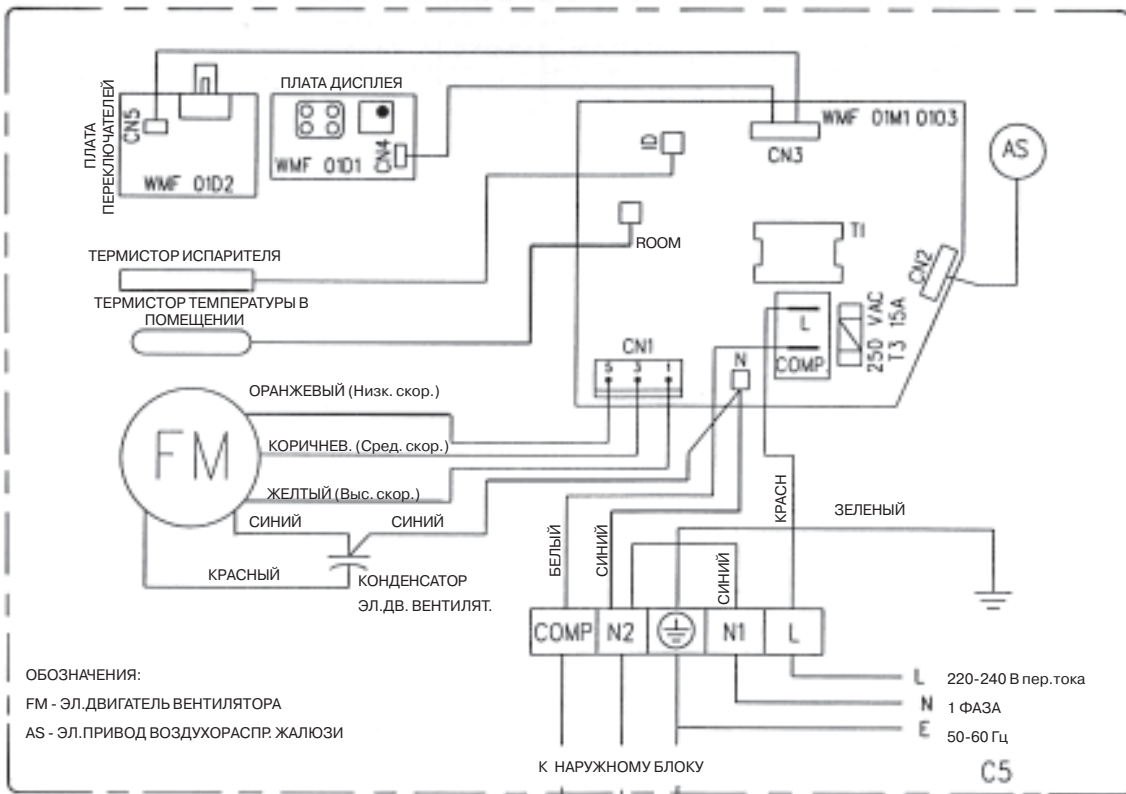 ПЛАТА ПЕРЕКЛЮЧАТЕЛЕЙ
CN5
WMF 01D2
ПЛАТА ДИСПЛЕЯ
CN4
WMF 01D1
WMF 01M1 0103
CN3
ID
ROOM
T1
AS
CN2
L
COMP.
250 VAC
T3 15A
CN1
5 3 1
N
ТЕРМИСТОР ИСПАРИТЕЛЯ
ТЕРМИСТОР ТЕМПЕРАТУРЫ В
ПОМЕЩЕНИИ
FM
ОРАНЖЕВЫЙ (Низк. скор.)
КОРИЧНЕВ. (Сред. скор.)
ЖЕЛТЫЙ (Выс. скор.)
СИНИЙ
СИНИЙ
КРАСНЫЙ
КОНДЕНСАТОР
ЭЛ.ДВ. ВЕНТИЛЯТ.
БЕЛЫЙ
СИНИЙ
СИНИЙ
КРАСН
ЗЕЛЕНЫЙ
COMP N2 N1 L
ОБОЗНАЧЕНИЯ:
FM - ЭЛ.ДВИГАТЕЛЬ ВЕНТИЛЯТОРА
AS - ЭЛ.ПРИВОД ВОЗДУХОРАСПР. ЖАЛЮЗИ
L 220-240 В пер.тока
N 1 ФАЗА
E 50-60 Гц
К НАРУЖНОМУ БЛОКУ
C5